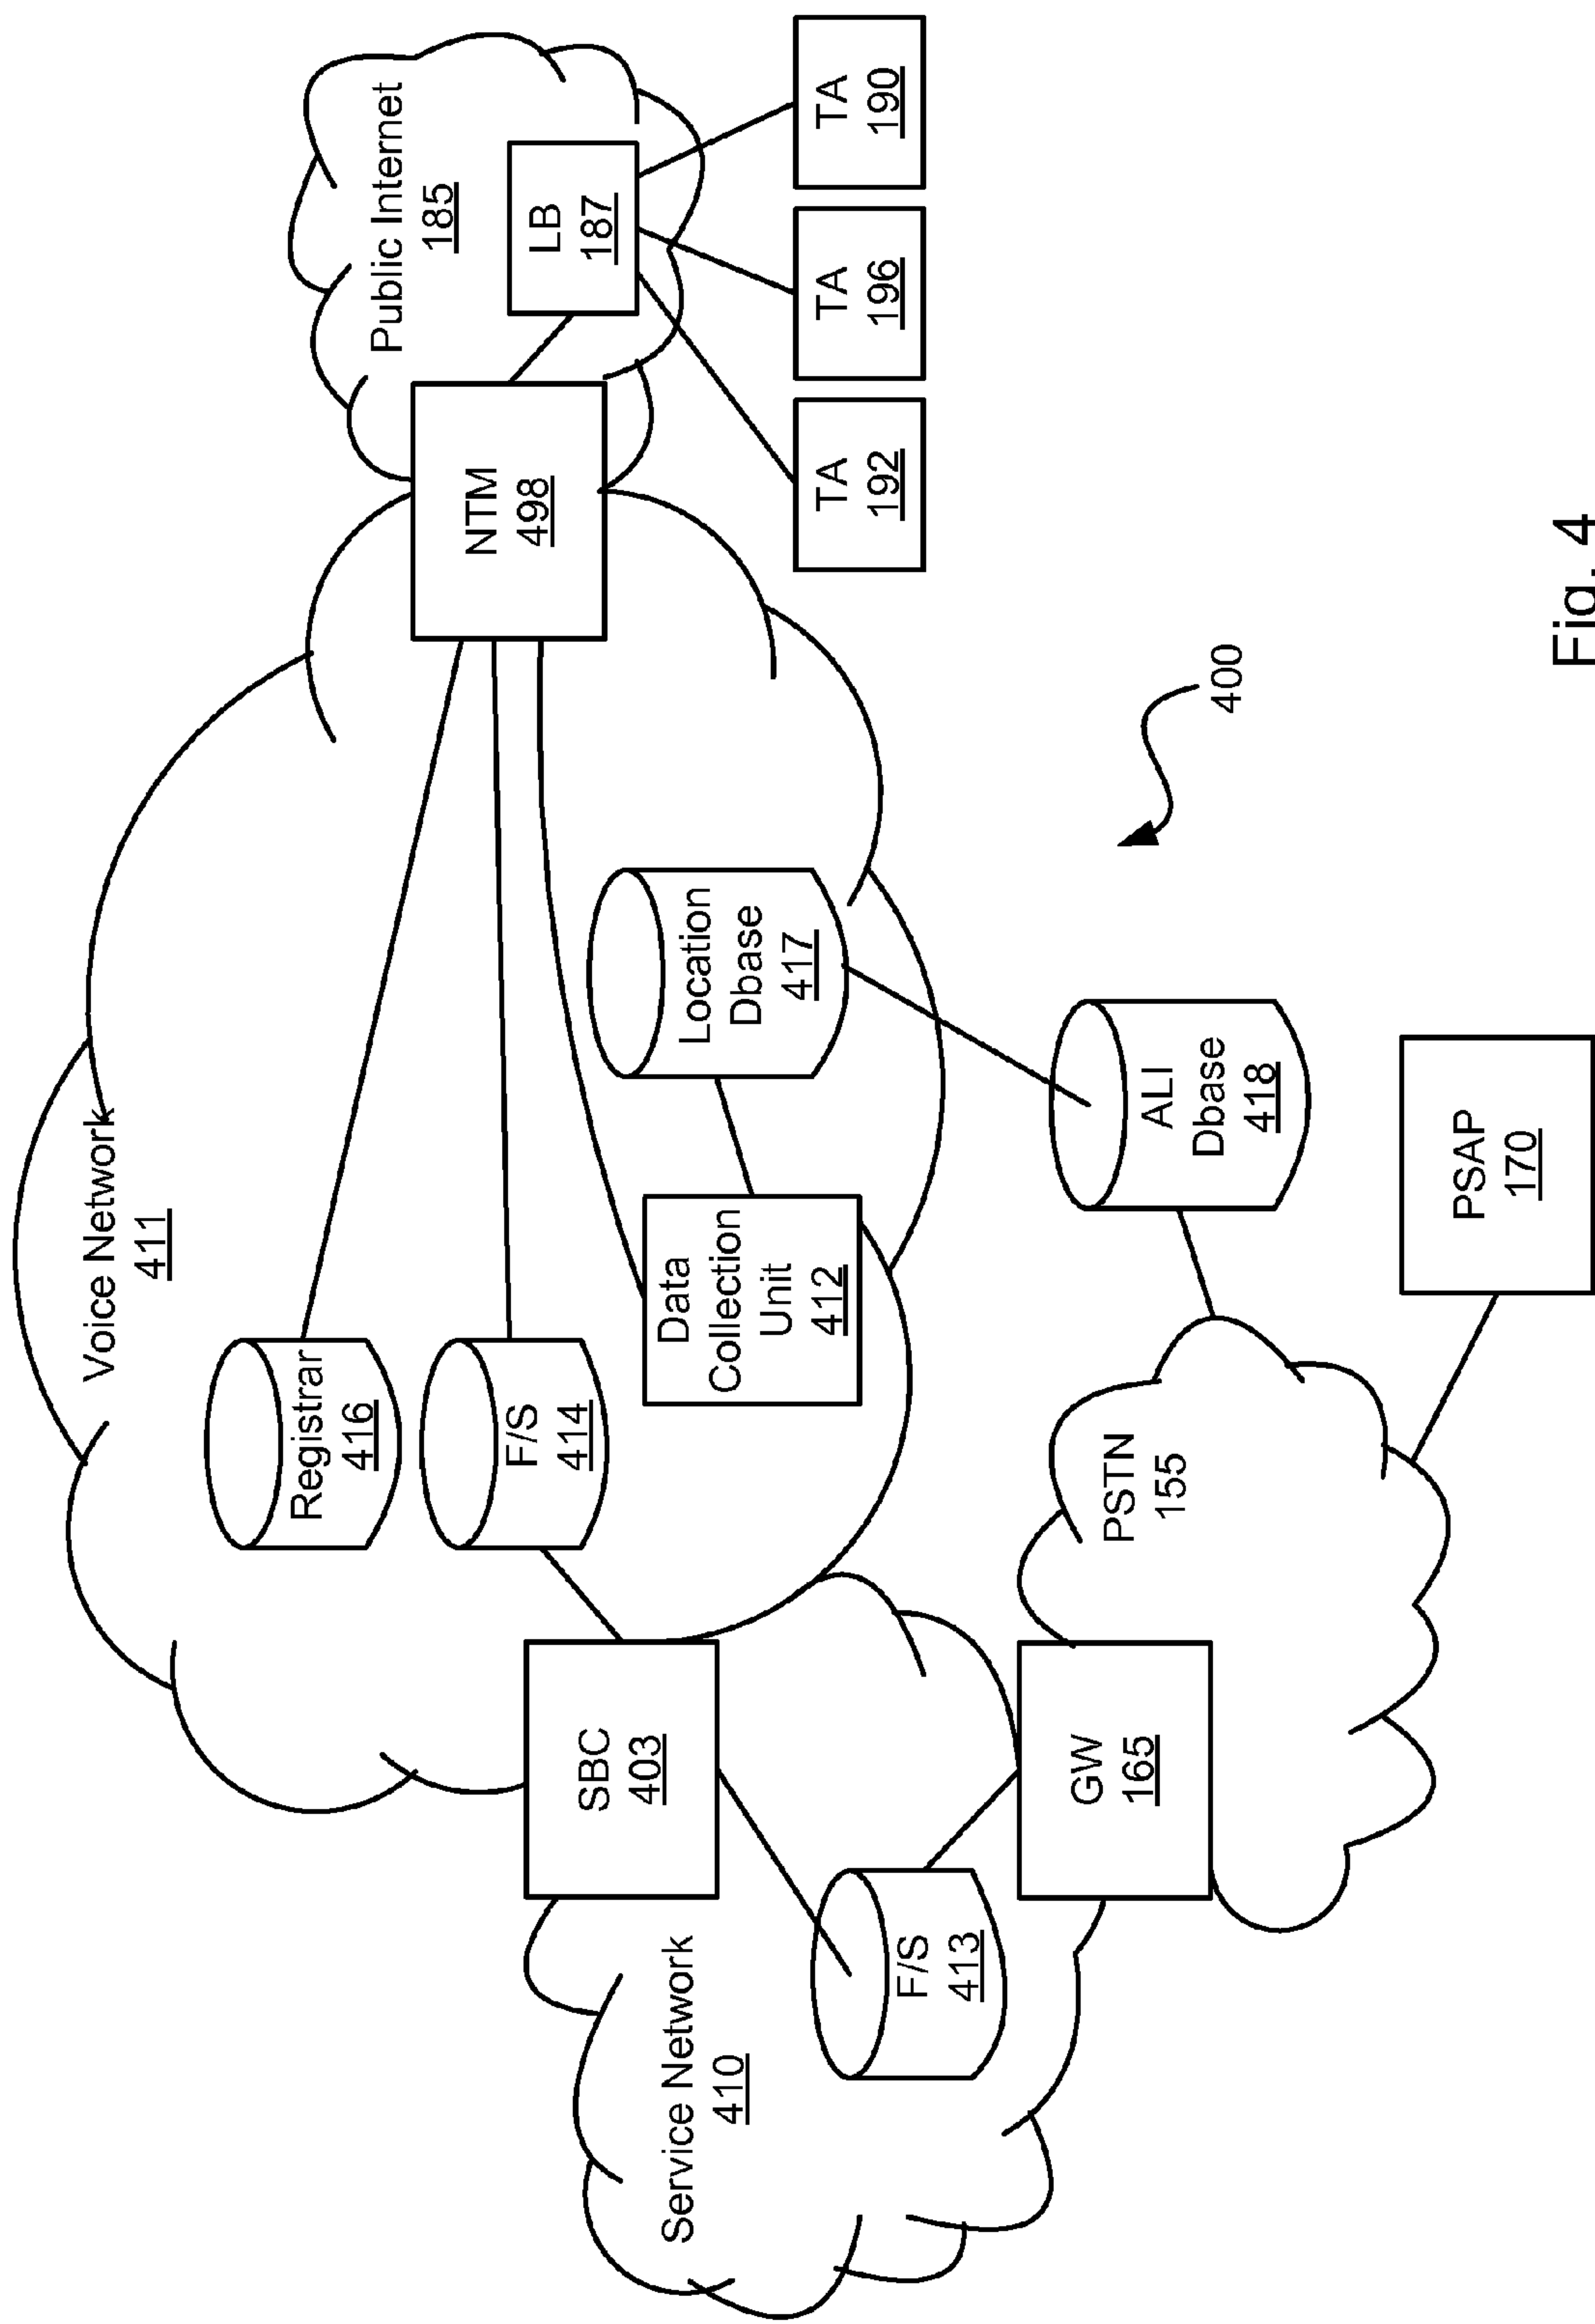 Voice Network
411
Public Internet
185
LB
187
NTM
498
TA
192
TA
196
TA
190
Registrar
416
F/S
414
Data
Collection
Unit
412
Location
Dbase
417
SBC
403
Service Network
410
F/S
413
GW
165
PSTN
155
ALI
Dbase
418
PSAP
170
400
Fig. 4